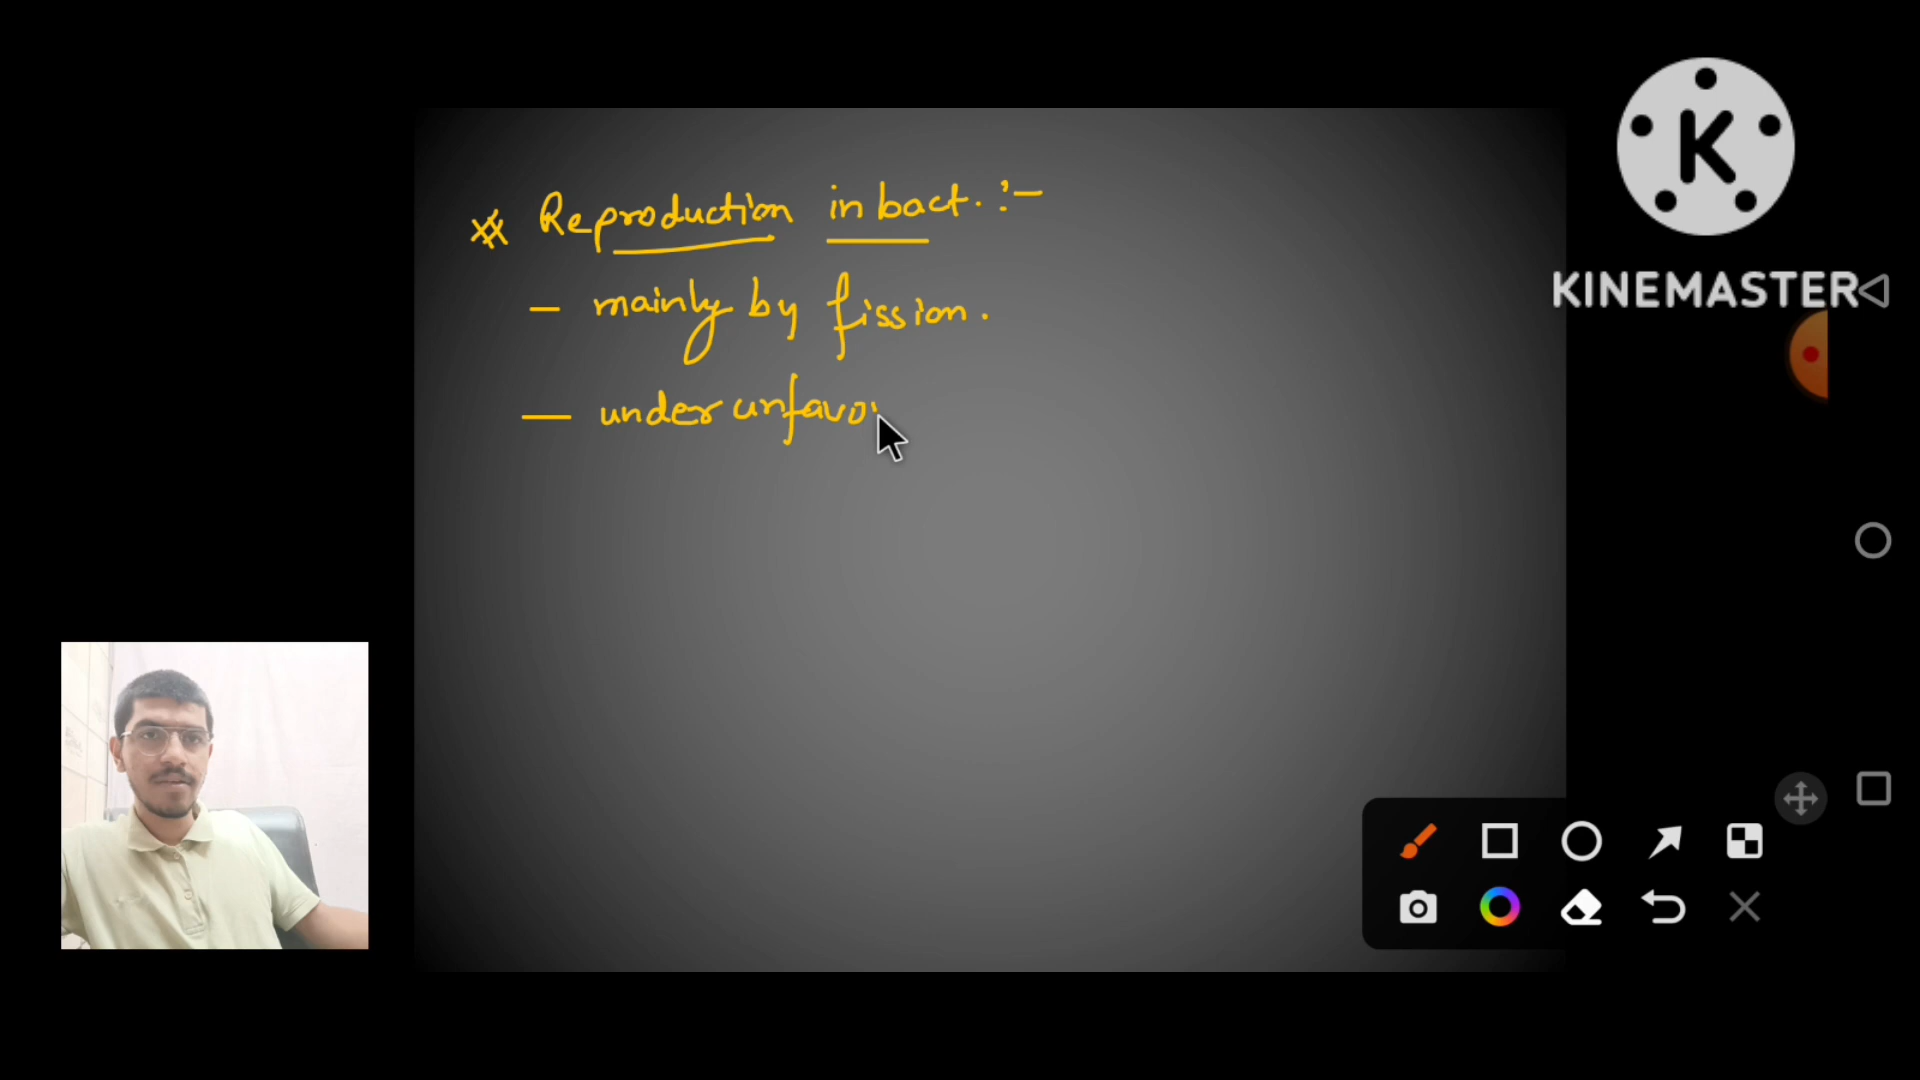 ※ Reproduction in bact. :-
- mainly by fission.
- under unfavo
K
KINEMASTER